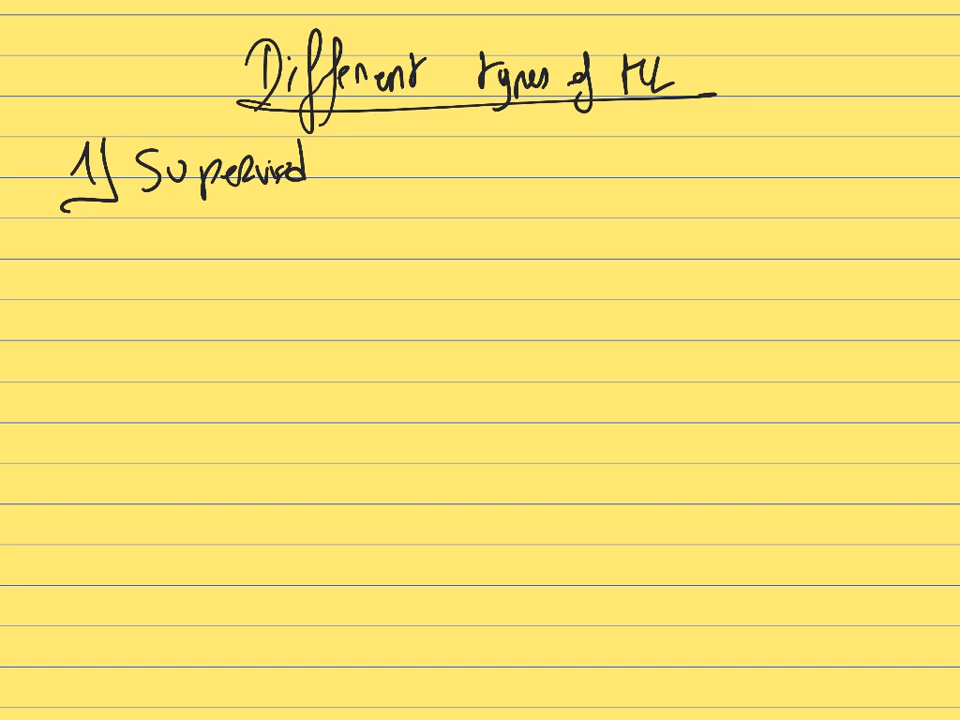 Different types of ML
1) Supervised